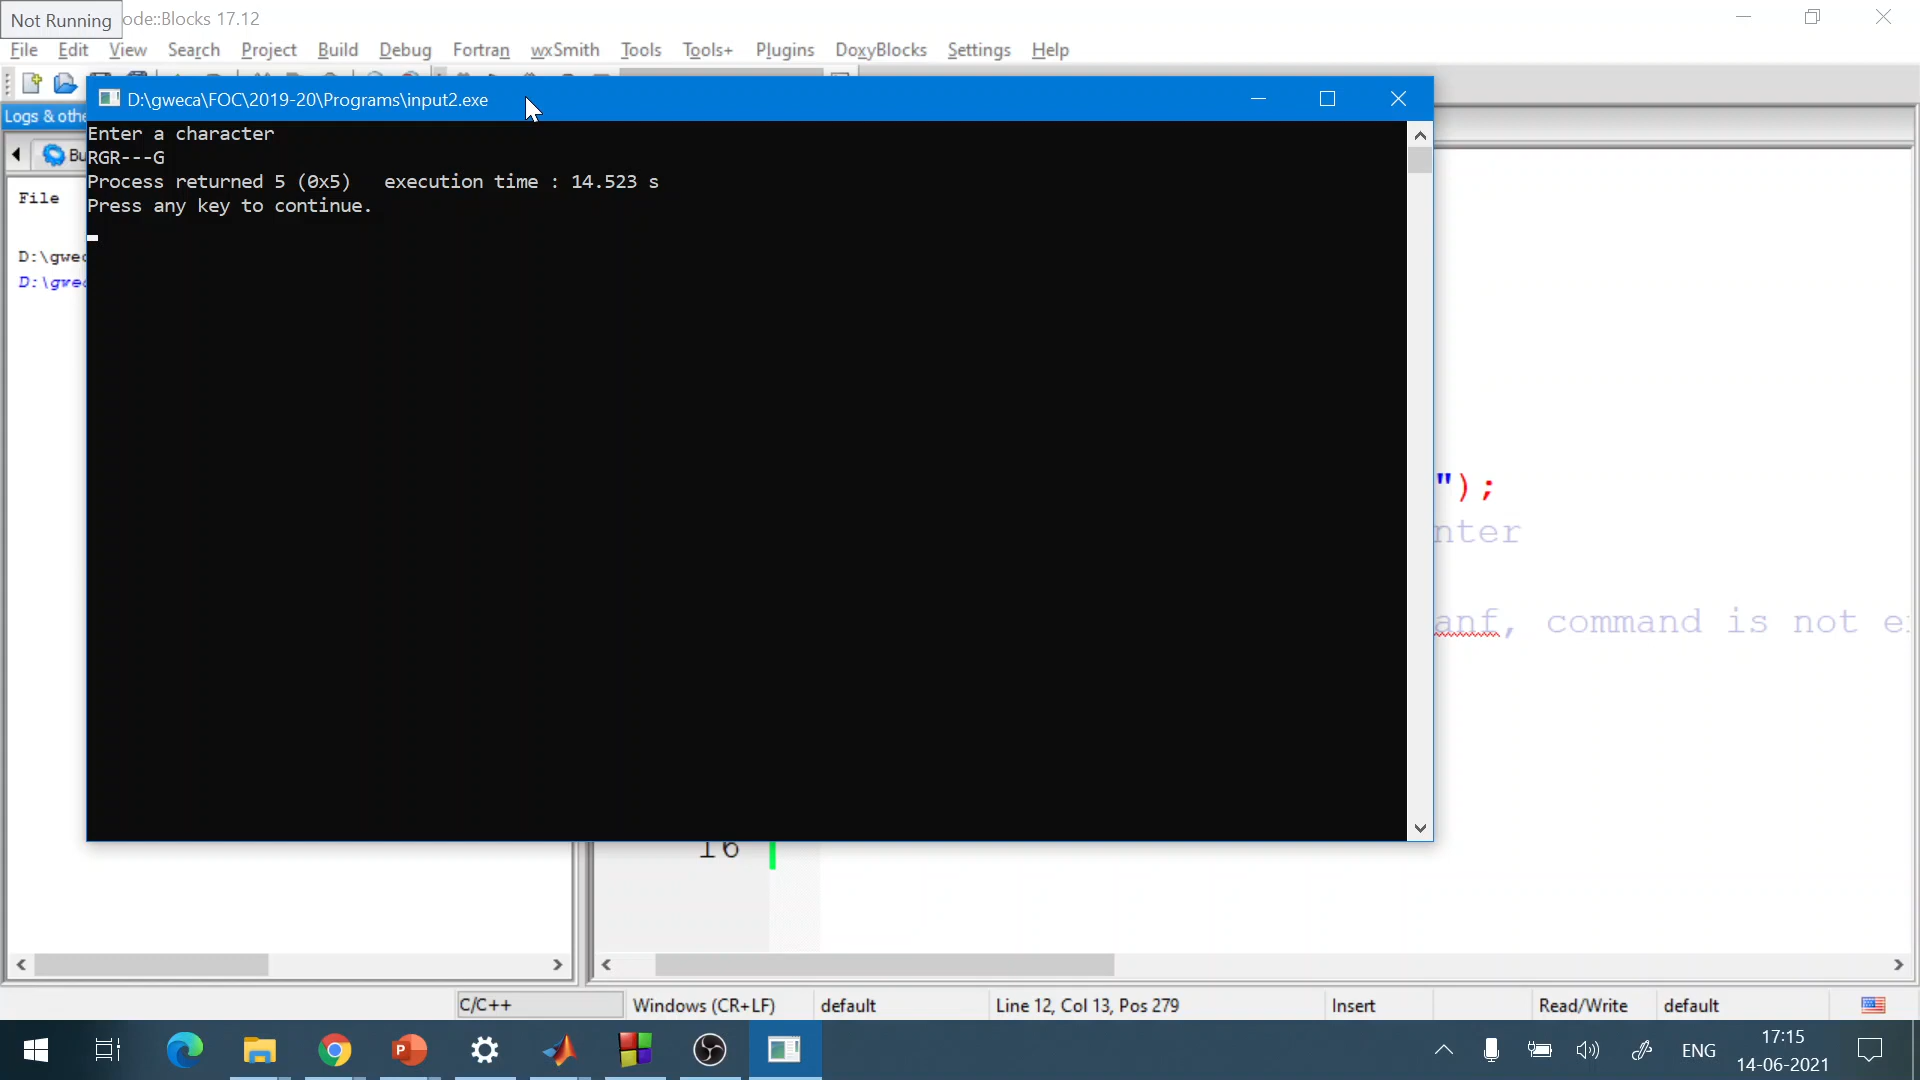 Not Running
ode::Blocks 17.12
File Edit View Search Project Build Debug Fortran wxSmith Tools Tools+ Plugins DoxyBlocks Settings Help
D:\gweca\FOC\2019-20\Programs\input2.exe
Logs & othe
Enter a character
RGR---G
Process returned 5 (0x5)   execution time : 14.523 s
Press any key to continue.
Bu
File
D:\gwec
D:\gwec
");
nter
anf, command is not e
16
C/C++ Windows (CR+LF) default Line 12, Col 13, Pos 279 Insert Read/Write default
ENG
17:15
14-06-2021